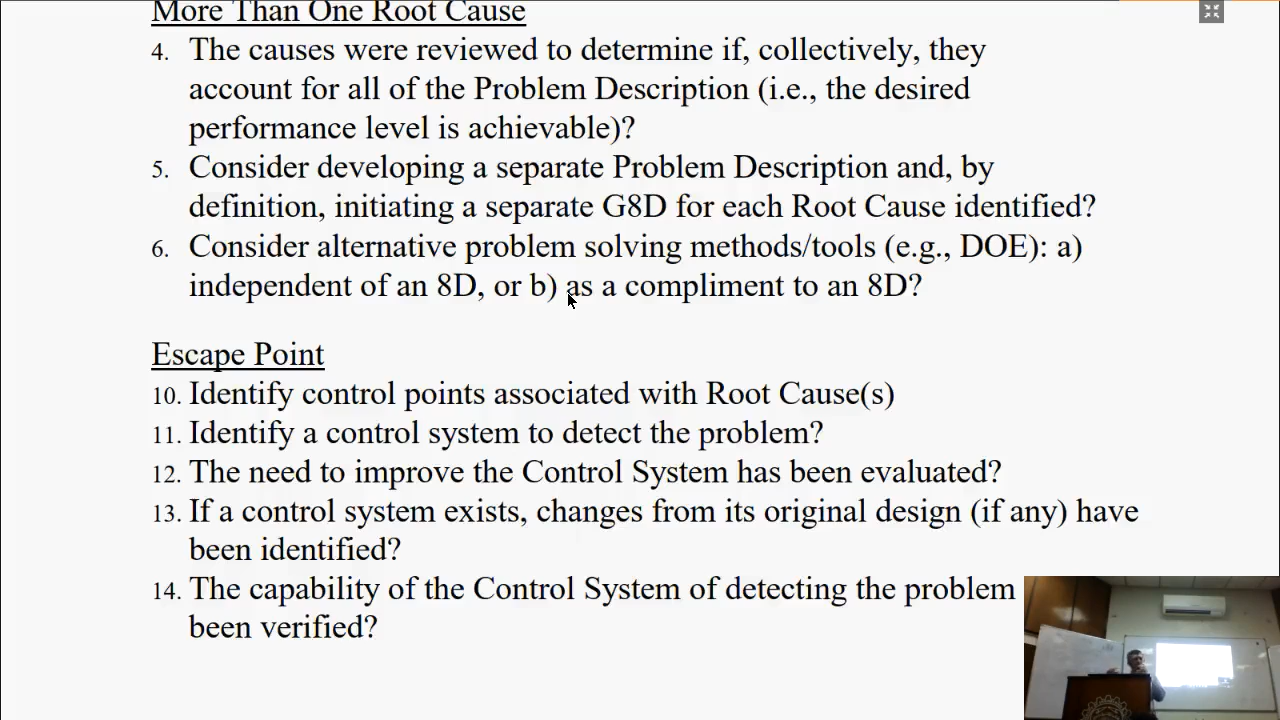 More Than One Root Cause
4. The causes were reviewed to determine if, collectively, they
account for all of the Problem Description (i.e., the desired
performance level is achievable)?
5. Consider developing a separate Problem Description and, by
definition, initiating a separate G8D for each Root Cause identified?
6. Consider alternative problem solving methods/tools (e.g., DOE): a)
independent of an 8D, or b) as a compliment to an 8D?
Escape Point
10. Identify control points associated with Root Cause(s)
11. Identify a control system to detect the problem?
12. The need to improve the Control System has been evaluated?
13. If a control system exists, changes from its original design (if any) have
been identified?
14. The capability of the Control System of detecting the problem
been verified?